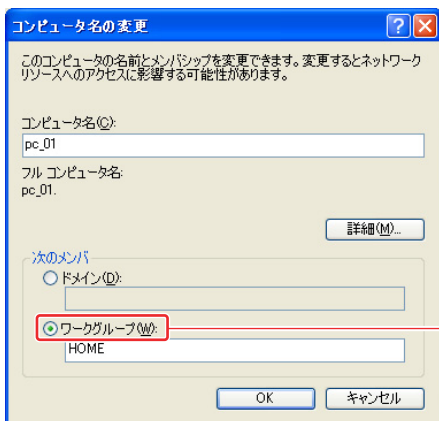 コンピュータ名の変更
このコンピュータの名前とメンバシップを変更できます。変更するとネットワーク
リソースへのアクセスに影響する可能性があります。
コンピュータ名(C):
pc_01
フル コンピュータ名:
pc_01.
詳細(M)...
次のメンバ
ドメイン(D):
ワークグループ(W):
HOME
OK キャンセル